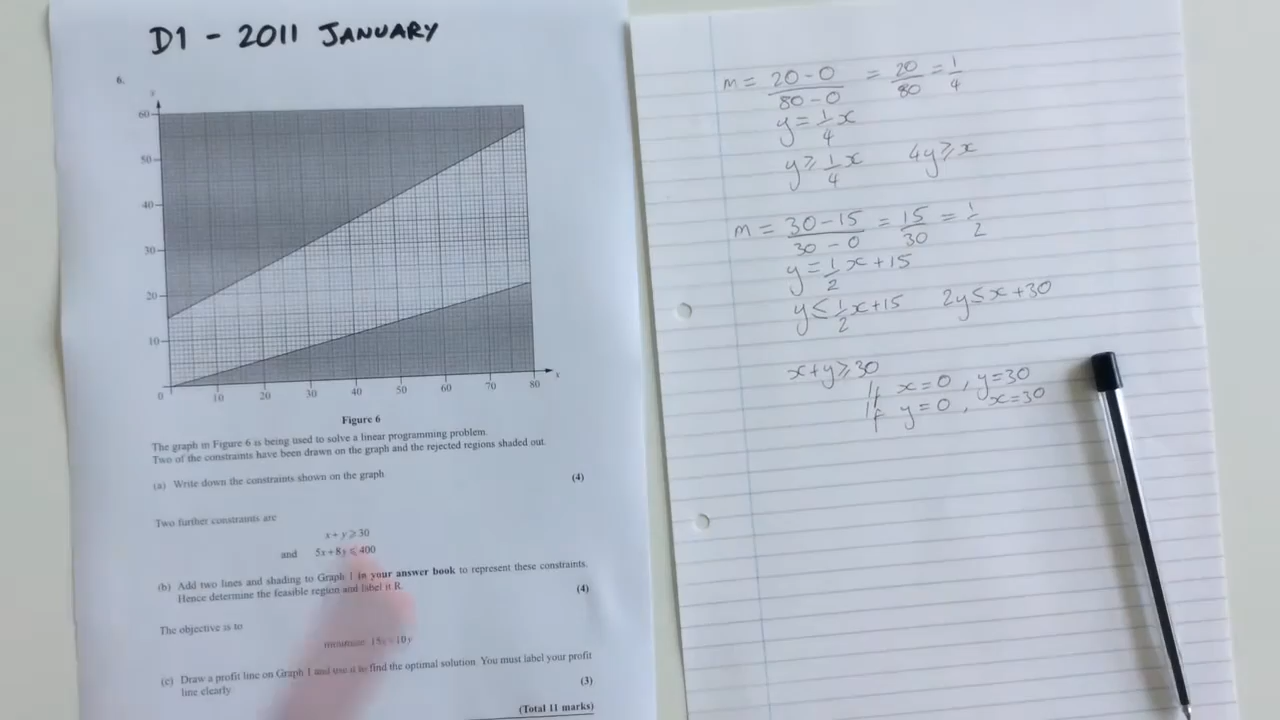 D1 - 2011 JANUARY
6.
y
60
50
40
30
20
10
0 10 20 30 40 50 60 70 80 x
Figure 6
The graph in Figure 6 is being used to solve a linear programming problem.
Two of the constraints have been drawn on the graph and the rejected regions shaded out.
(a) Write down the constraints shown on the graph
(4)
Two further constraints are
x + y ⩾ 30
and 5x + 8y ⩽ 400
(b) Add two lines and shading to Graph 1 in your answer book to represent these constraints.
Hence determine the feasible region and label it R.
(4)
The objective is to
15x + 10y
(c) Draw a profit line on Graph 1 and use it to find the optimal solution. You must label your profit
line clearly
(3)
(Total 11 marks)
m = 20 - 0 / 80 - 0 = 20/80 = 1/4
y = 1/4 x
y ⩾ 1/4 x 4y ⩾ x
m = 30 - 15 / 30 - 0 = 15/30 = 1/2
y = 1/2 x + 15
y ≤ 1/2 x + 15 2y ≤ x + 30
x + y ⩾ 30
If x = 0 , y = 30
If y = 0 , x = 30